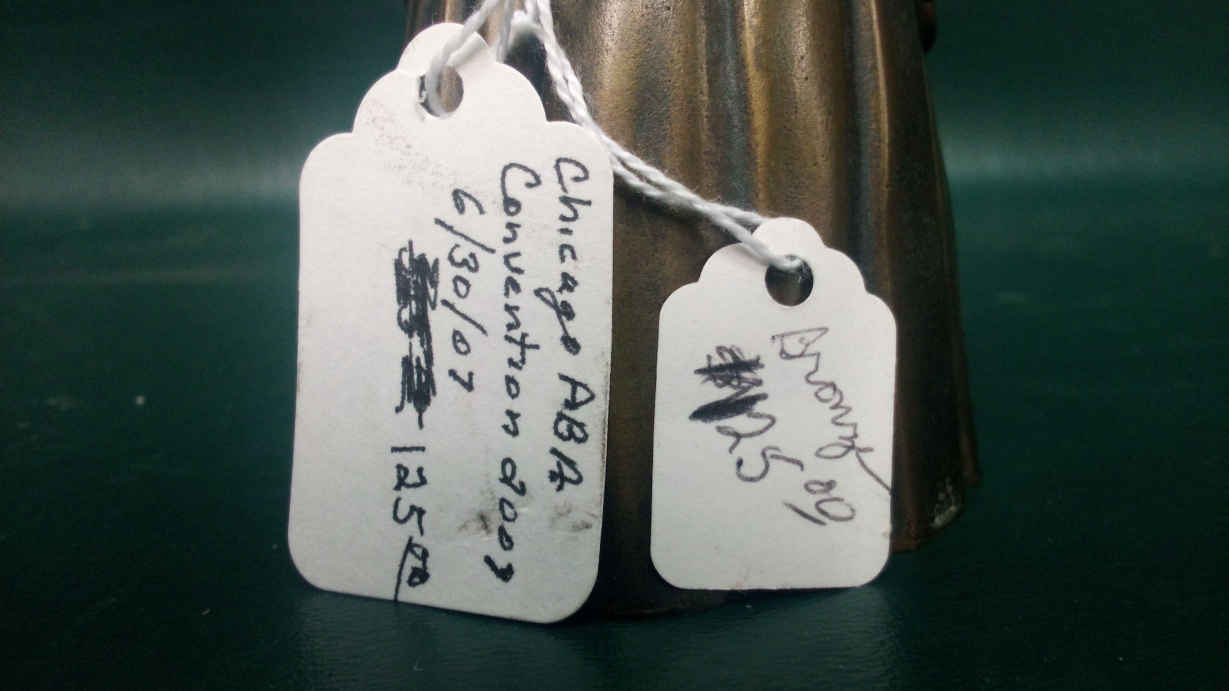 Chicago ABA
Convention 2007
6/30/07
125 00
Bronze
25 00